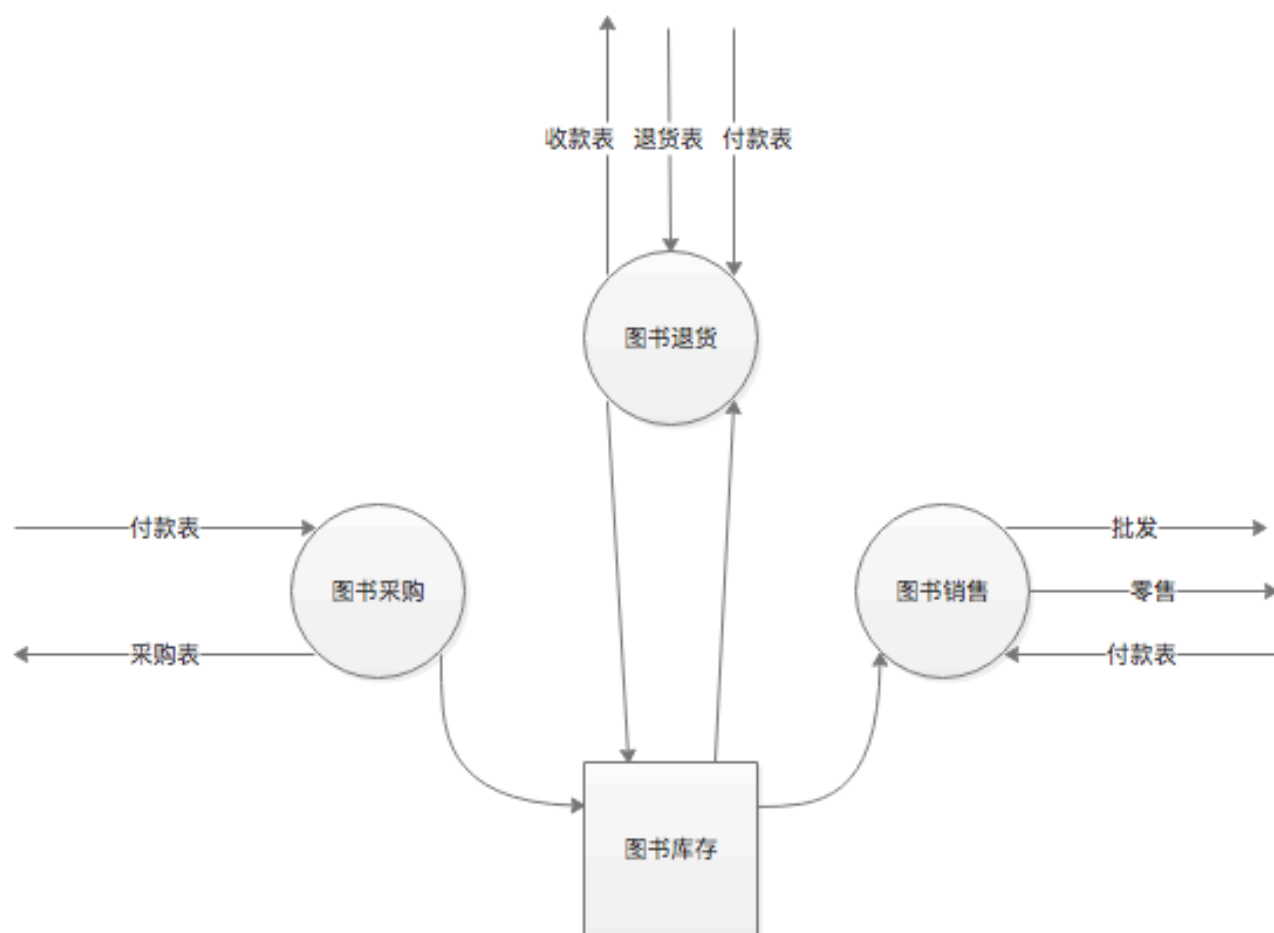 收款表 退货表 付款表
图书退货
付款表
图书采购
采购表
图书销售
批发
零售
付款表
图书库存